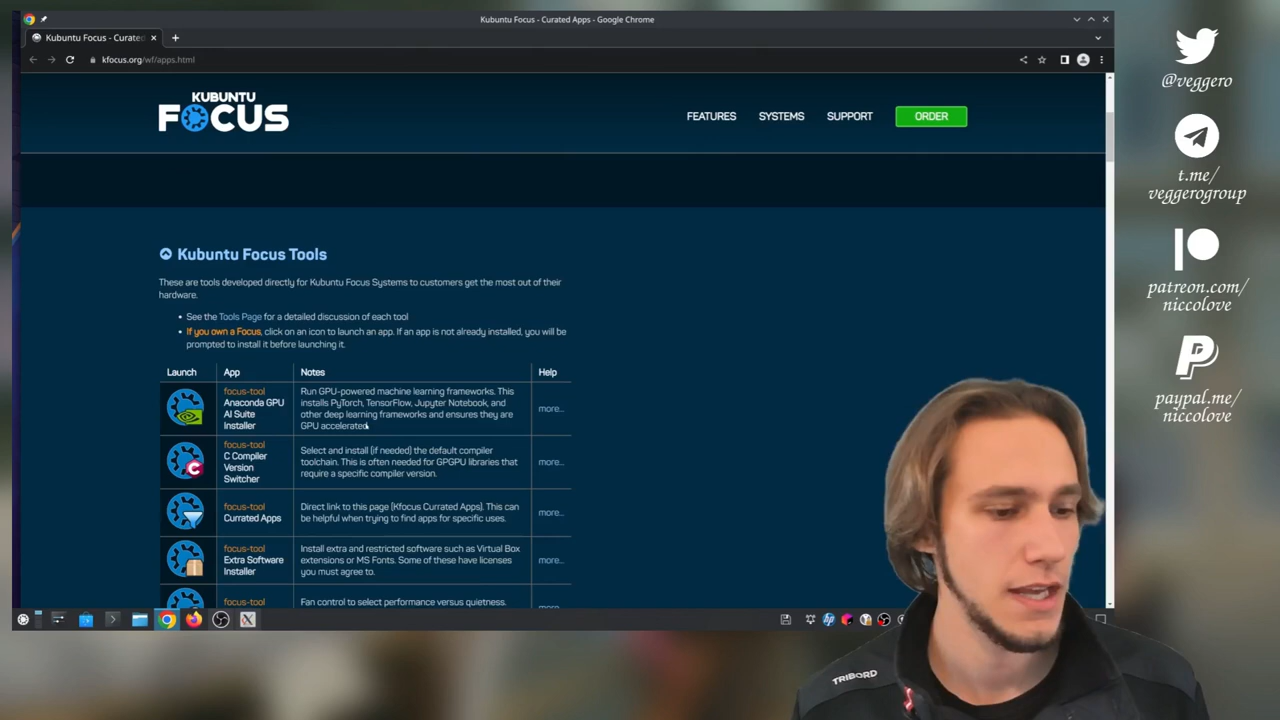 Kubuntu Focus - Curated Apps - Google Chrome
Kubuntu Focus - Curated
kfocus.org/wf/apps.html
KUBUNTU
FOCUS
FEATURES
SYSTEMS
SUPPORT
ORDER
Kubuntu Focus Tools
These are tools developed directly for Kubuntu Focus Systems to customers get the most out of their
hardware.
• See the Tools Page for a detailed discussion of each tool
• If you own a Focus, click on an icon to launch an app. If an app is not already installed, you will be
prompted to install it before launching it.
Launch App Notes Help
focus-tool
Anaconda GPU
AI Suite
Installer
Run GPU-powered machine learning frameworks. This
installs PyTorch, TensorFlow, Jupyter Notebook, and
other deep learning frameworks and ensures they are
GPU accelerated.
more...
focus-tool
C Compiler
Version
Switcher
Select and install (if needed) the default compiler
toolchain. This is often needed for GPGPU libraries that
require a specific compiler version.
more...
focus-tool
Currated Apps
Direct link to this page (Kfocus Currated Apps). This can
be helpful when trying to find apps for specific uses.
more...
focus-tool
Extra Software
Installer
Install extra and restricted software such as Virtual Box
extensions or MS Fonts. Some of these have licenses
you must agree to.
more...
focus-tool
Fan control to select performance versus quietness.
more...
@veggero
t.me/
veggerogroup
patreon.com/
niccolove
paypal.me/
niccolove
TRIBORD